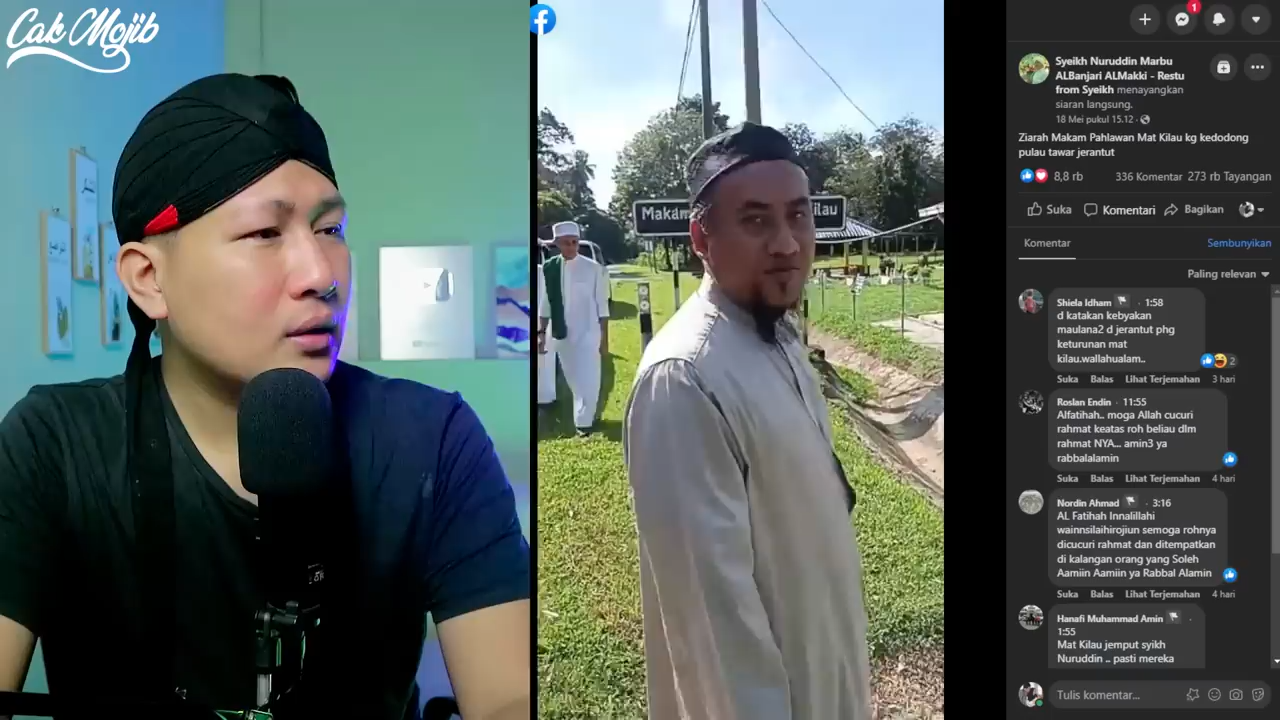 Cak Mojib
Makam
ilau
1
Syeikh Nuruddin Marbu
ALBanjari ALMakki - Restu
from Syeikh menayangkan
siaran langsung.
18 Mei pukul 15.12 ·
Ziarah Makam Pahlawan Mat Kilau kg kedodong
pulau tawar jerantut
8,8 rb 336 Komentar 273 rb Tayangan
Suka Komentari Bagikan
Komentar Sembunyikan
Paling relevan
Shiela Idham · 1:58
d katakan kebyakan
maulana2 d jerantut phg
keturunan mat
kilau.wallahualam..
2
Suka Balas Lihat Terjemahan 3 hari
Roslan Endin · 11:55
Alfatihah.. moga Allah cucuri
rahmat keatas roh beliau dlm
rahmat NYA... amin3 ya
rabbalalamin
Suka Balas Lihat Terjemahan 4 hari
Nordin Ahmad · 3:16
AL Fatihah Innalillahi
wainnsilaihirojiun semoga rohnya
dicucuri rahmat dan ditempatkan
di kalangan orang yang Soleh
Aamiin Aamiin ya Rabbal Alamin
Suka Balas Lihat Terjemahan 4 hari
Hanafi Muhammad Amin ·
1:55
Mat Kilau jemput syikh
Nuruddin .. pasti mereka
Tulis komentar...